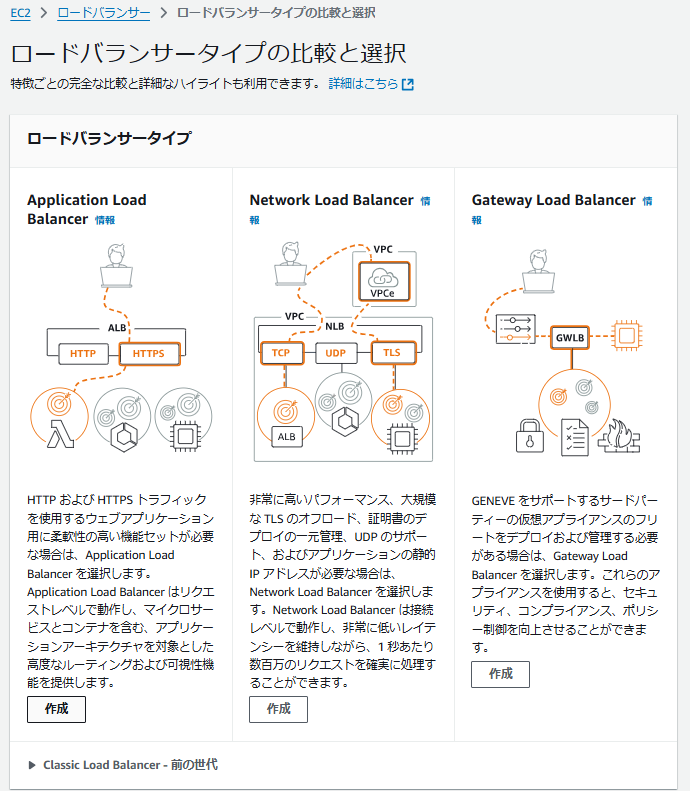 EC2 > ロードバランサー > ロードバランサータイプの比較と選択
ロードバランサータイプの比較と選択
特徴ごとの完全な比較と詳細なハイライトも利用できます。 詳細はこちら
ロードバランサータイプ
Application Load
Balancer 情報
ALB
HTTP
HTTPS
λ
HTTP および HTTPS トラフィック
を使用するウェブアプリケーション
用に柔軟性の高い機能セットが必要
な場合は、Application Load
Balancer を選択します。
Application Load Balancer はリクエ
ストレベルで動作し、マイクロサー
ビスとコンテナを含む、アプリケー
ションアーキテクチャを対象とした
高度なルーティングおよび可視性機
能を提供します。
作成
Network Load Balancer 情
報
VPC
VPCe
VPC
NLB
TCP
UDP
TLS
ALB
非常に高いパフォーマンス、大規模
な TLS のオフロード、証明書のデ
プロイの一元管理、UDP のサポー
ト、およびアプリケーションの静的
IP アドレスが必要な場合は、
Network Load Balancer を選択しま
す。Network Load Balancer は接続
レベルで動作し、非常に低いレイテ
ンシーを維持しながら、1 秒あたり
数百万のリクエストを確実に処理す
ることができます。
作成
Gateway Load Balancer 情
報
GWLB
GENEVE をサポートするサードパー
ティーの仮想アプライアンスのフリ
ートをデプロイおよび管理する必要
がある場合は、Gateway Load
Balancer を選択します。これらのア
プライアンスを使用すると、セキュ
リティ、コンプライアンス、ポリシ
ー制御を向上させることができま
す。
作成
Classic Load Balancer - 前の世代